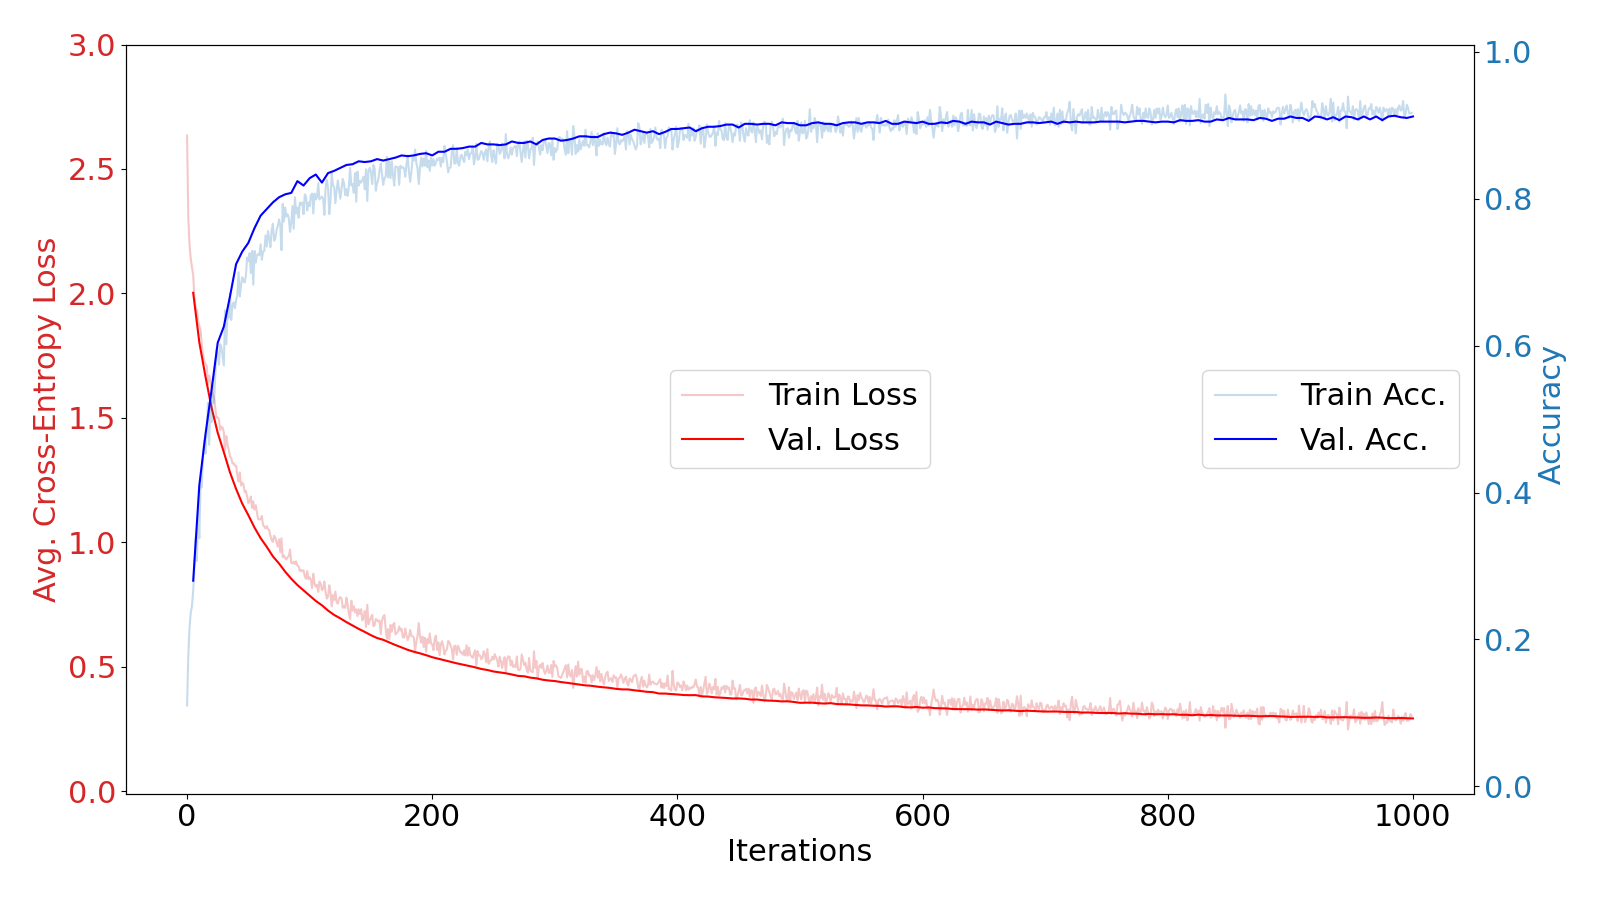 3.0
2.5
2.0
1.5
1.0
0.5
0.0
Avg. Cross-Entropy Loss
1.0
0.8
0.6
0.4
0.2
0.0
Accuracy
Train Loss
Val. Loss
Train Acc.
Val. Acc.
0 200 400 600 800 1000
Iterations